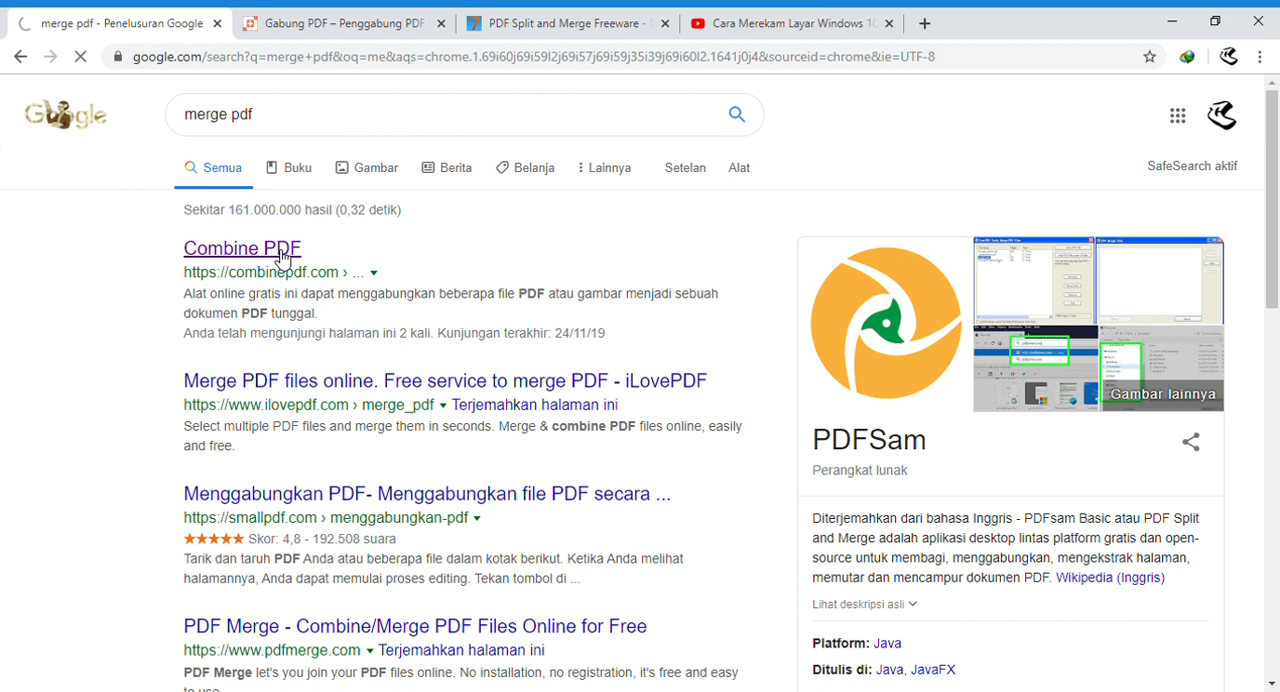 merge pdf - Penelusuran Google
Gabung PDF – Penggabung PDF
PDF Split and Merge Freeware -
Cara Merekam Layar Windows 10
google.com/search?q=merge+pdf&oq=me&aqs=chrome.1.69i60j69i59l2j69i57j69i59j35i39j69i60l2.1641j0j4&sourceid=chrome&ie=UTF-8
Google
merge pdf
Semua
Buku
Gambar
Berita
Belanja
Lainnya
Setelan
Alat
SafeSearch aktif
Sekitar 161.000.000 hasil (0,32 detik)
Combine PDF
https://combinepdf.com › ...
Alat online gratis ini dapat menggabungkan beberapa file PDF atau gambar menjadi sebuah
dokumen PDF tunggal.
Anda telah mengunjungi halaman ini 2 kali. Kunjungan terakhir: 24/11/19
Merge PDF files online. Free service to merge PDF - iLovePDF
https://www.ilovepdf.com › merge_pdf Terjemahkan halaman ini
Select multiple PDF files and merge them in seconds. Merge & combine PDF files online, easily
and free.
Menggabungkan PDF- Menggabungkan file PDF secara ...
https://smallpdf.com › menggabungkan-pdf
Skor: 4,8 - 192.508 suara
Tarik dan taruh PDF Anda atau beberapa file dalam kotak berikut. Ketika Anda melihat
halamannya, Anda dapat memulai proses editing. Tekan tombol di ...
PDF Merge - Combine/Merge PDF Files Online for Free
https://www.pdfmerge.com Terjemahkan halaman ini
PDF Merge let's you join your PDF files online. No installation, no registration, it's free and easy
to use.
Gambar lainnya
PDFSam
Perangkat lunak
Diterjemahkan dari bahasa Inggris - PDFsam Basic atau PDF Split
and Merge adalah aplikasi desktop lintas platform gratis dan open-
source untuk membagi, menggabungkan, mengekstrak halaman,
memutar dan mencampur dokumen PDF. Wikipedia (Inggris)
Lihat deskripsi asli
Platform: Java
Ditulis di: Java, JavaFX